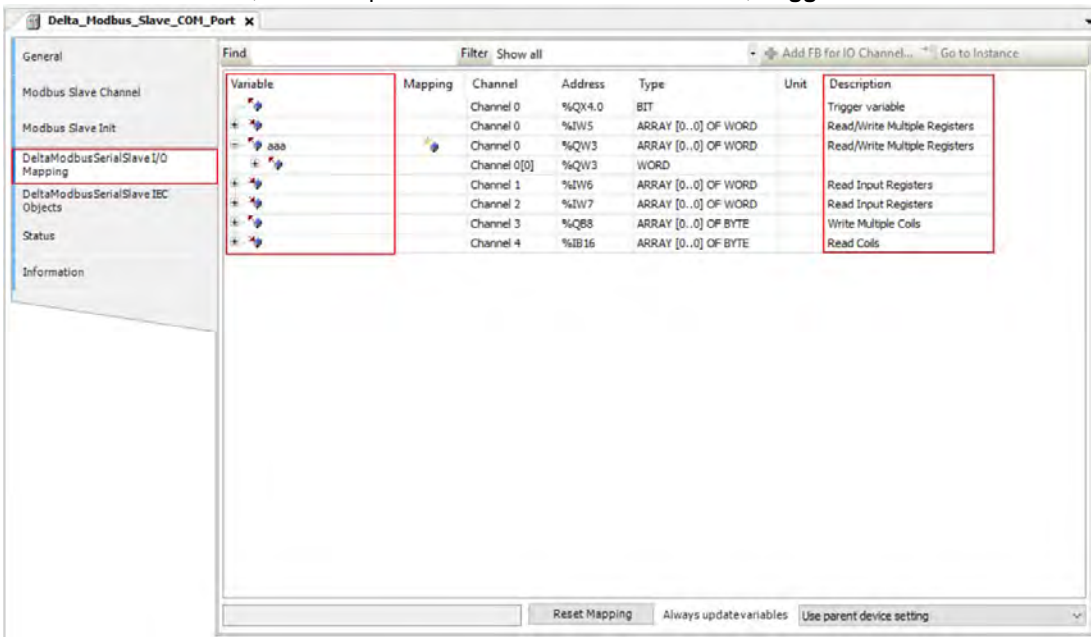 Delta_Modbus_Slave_COM_Port x
General
Modbus Slave Channel
Modbus Slave Init
DeltaModbusSerialSlave I/O
Mapping
DeltaModbusSerialSlave IEC
Objects
Status
Information
Find Filter Show all Add FB for IO Channel... Go to Instance
Variable Mapping Channel Address Type Unit Description
Channel 0 %QX4.0 BIT Trigger variable
Channel 0 %IW5 ARRAY [0..0] OF WORD Read/Write Multiple Registers
aaa Channel 0 %QW3 ARRAY [0..0] OF WORD Read/Write Multiple Registers
Channel 0[0] %QW3 WORD
Channel 1 %IW6 ARRAY [0..0] OF WORD Read Input Registers
Channel 2 %IW7 ARRAY [0..0] OF WORD Read Input Registers
Channel 3 %QB8 ARRAY [0..0] OF BYTE Write Multiple Coils
Channel 4 %IB16 ARRAY [0..0] OF BYTE Read Coils
Reset Mapping Always update variables Use parent device setting